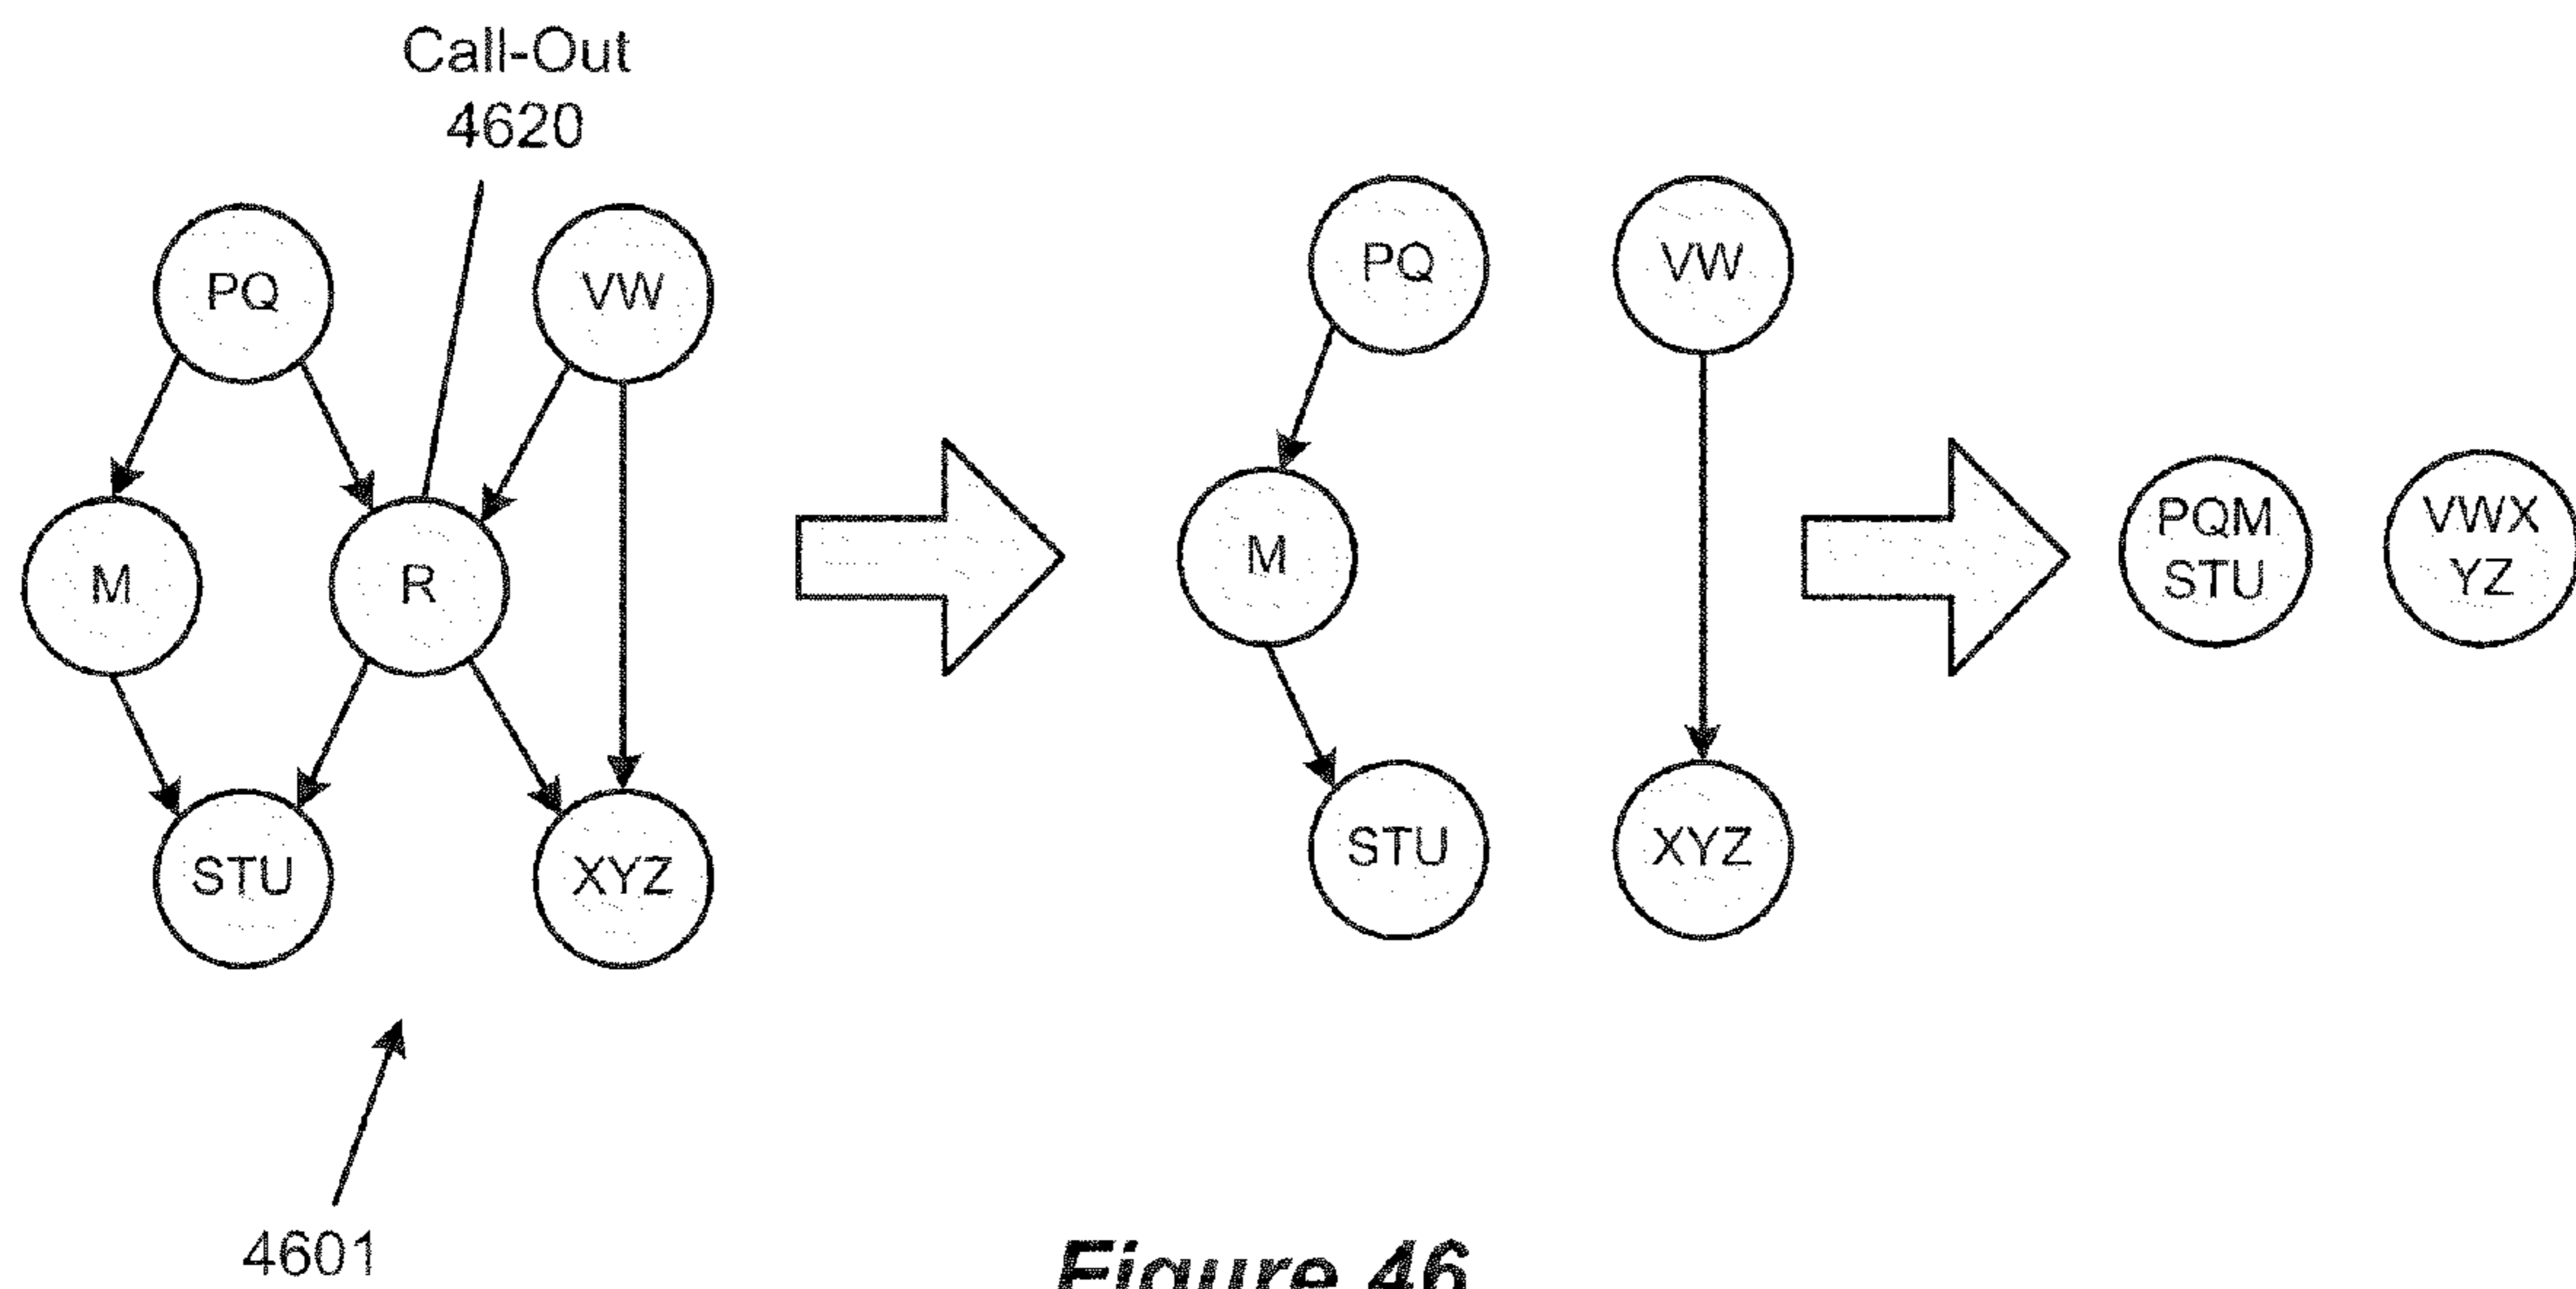 Call-Out
4620
PQ
VW
M
R
STU
XYZ
4601
PQ
VW
M
STU
XYZ
PQM
STU
VWX
YZ
Figure 46